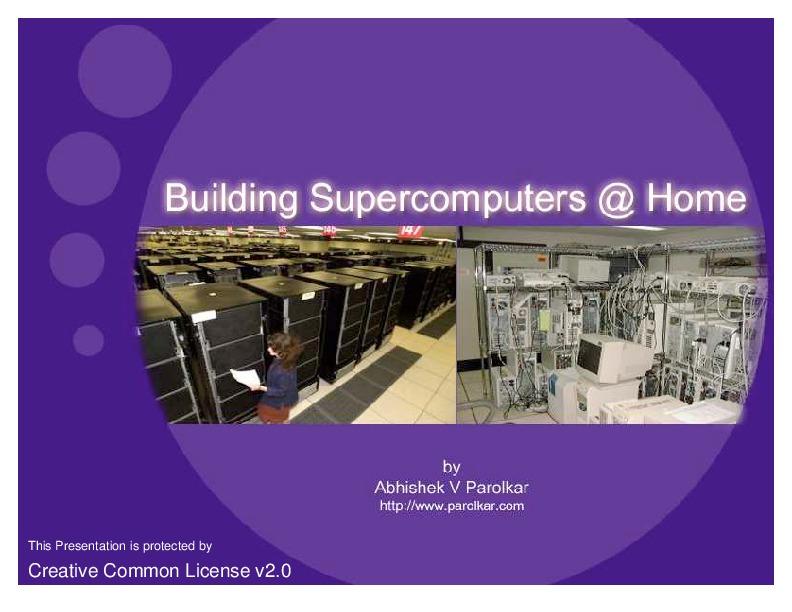 Building Supercomputers @ Home
147
by
Abhishek V Parolkar
http://www.parolkar.com
This Presentation is protected by
Creative Common License v2.0